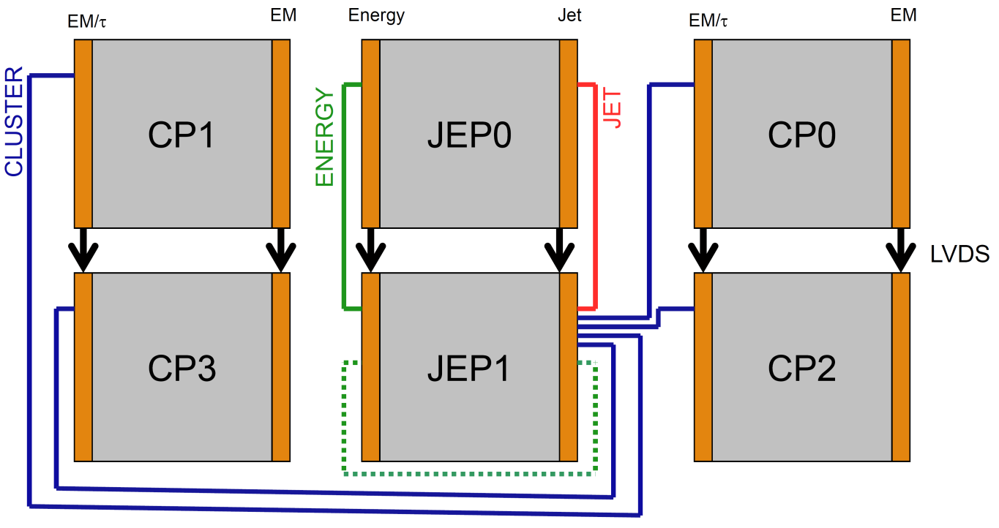 EM/τ
EM
Energy
Jet
EM/τ
EM
CLUSTER
CP1
ENERGY
JEP0
JET
CP0
LVDS
CP3
JEP1
CP2